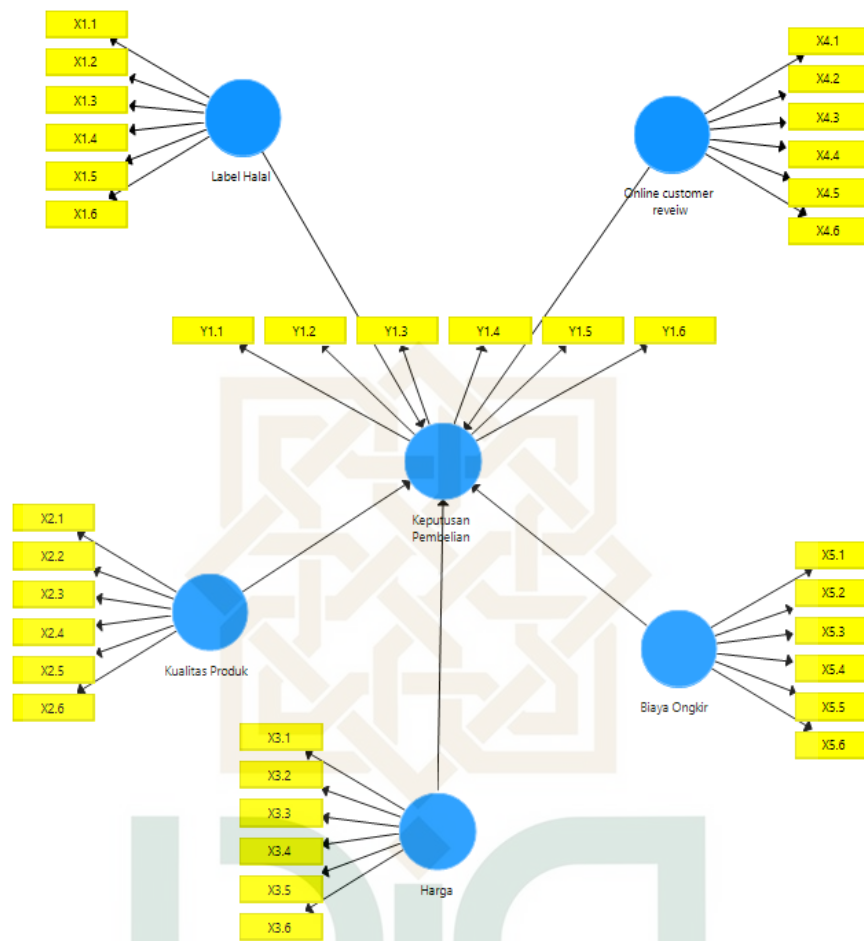 X1.1
X1.2
X1.3
X1.4
X1.5
X1.6
Label Halal
X4.1
X4.2
X4.3
X4.4
X4.5
X4.6
Online customer
reveiw
Y1.1
Y1.2
Y1.3
Y1.4
Y1.5
Y1.6
Keputusan
Pembelian
X2.1
X2.2
X2.3
X2.4
X2.5
X2.6
Kualitas Produk
X5.1
X5.2
X5.3
X5.4
X5.5
X5.6
Biaya Ongkir
X3.1
X3.2
X3.3
X3.4
X3.5
X3.6
Harga